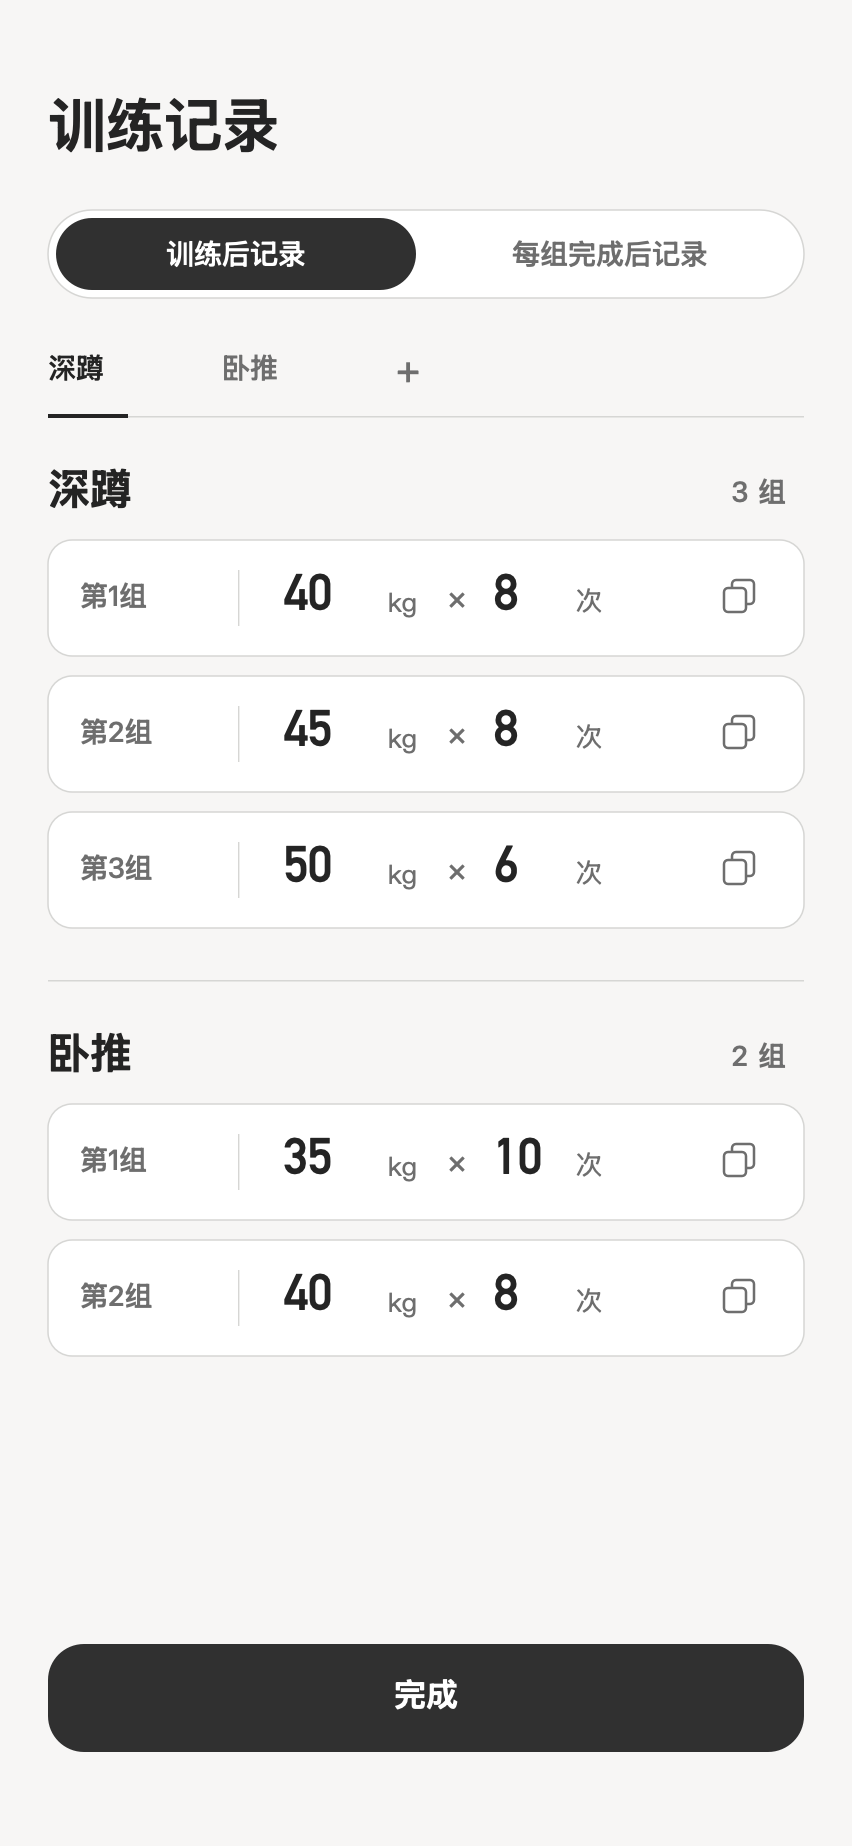 训练记录
训练后记录 每组完成后记录
深蹲 卧推 +
深蹲 3 组
第1组 40 kg × 8 次
第2组 45 kg × 8 次
第3组 50 kg × 6 次
卧推 2 组
第1组 35 kg × 10 次
第2组 40 kg × 8 次
完成